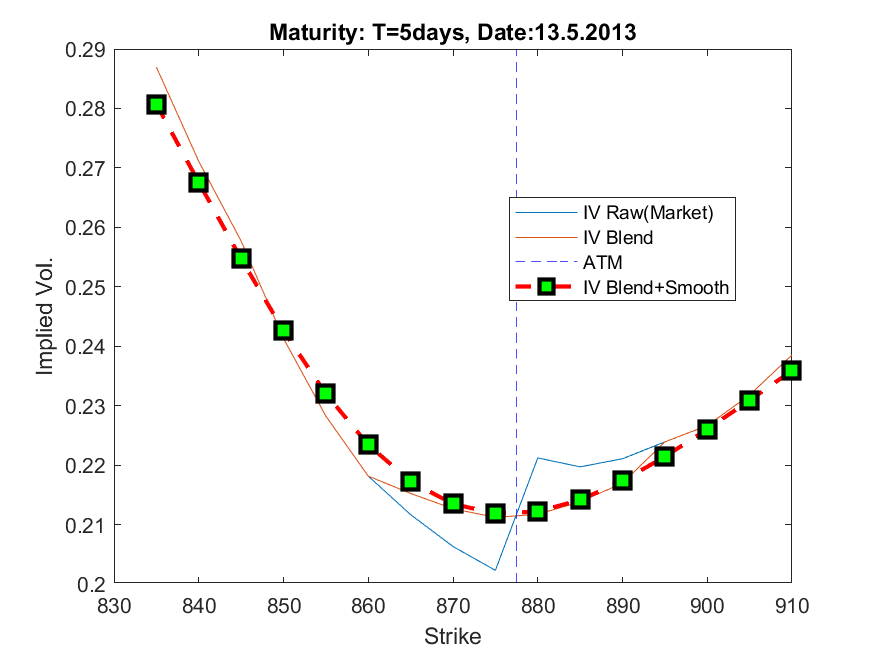 Maturity: T=5days, Date:13.5.2013
0.29
0.28
0.27
0.26
0.25
0.24
0.23
0.22
0.21
0.2
Implied Vol.
IV Raw(Market)
IV Blend
ATM
IV Blend+Smooth
830 840 850 860 870 880 890 900 910
Strike